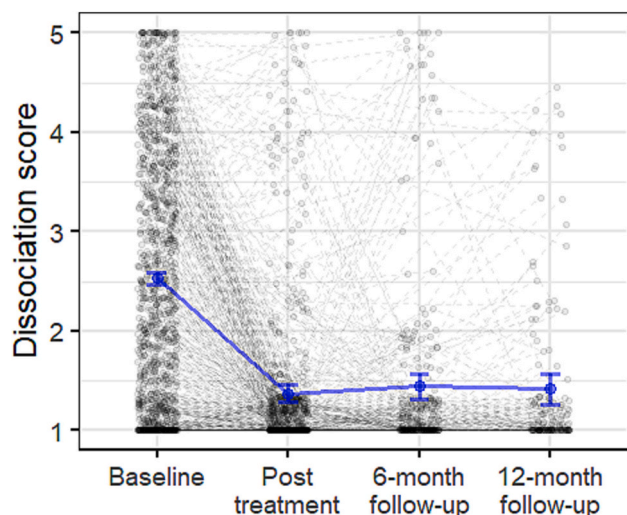 Dissociation score
5
4
3
2
1
Baseline
Post
treatment
6-month
follow-up
12-month
follow-up